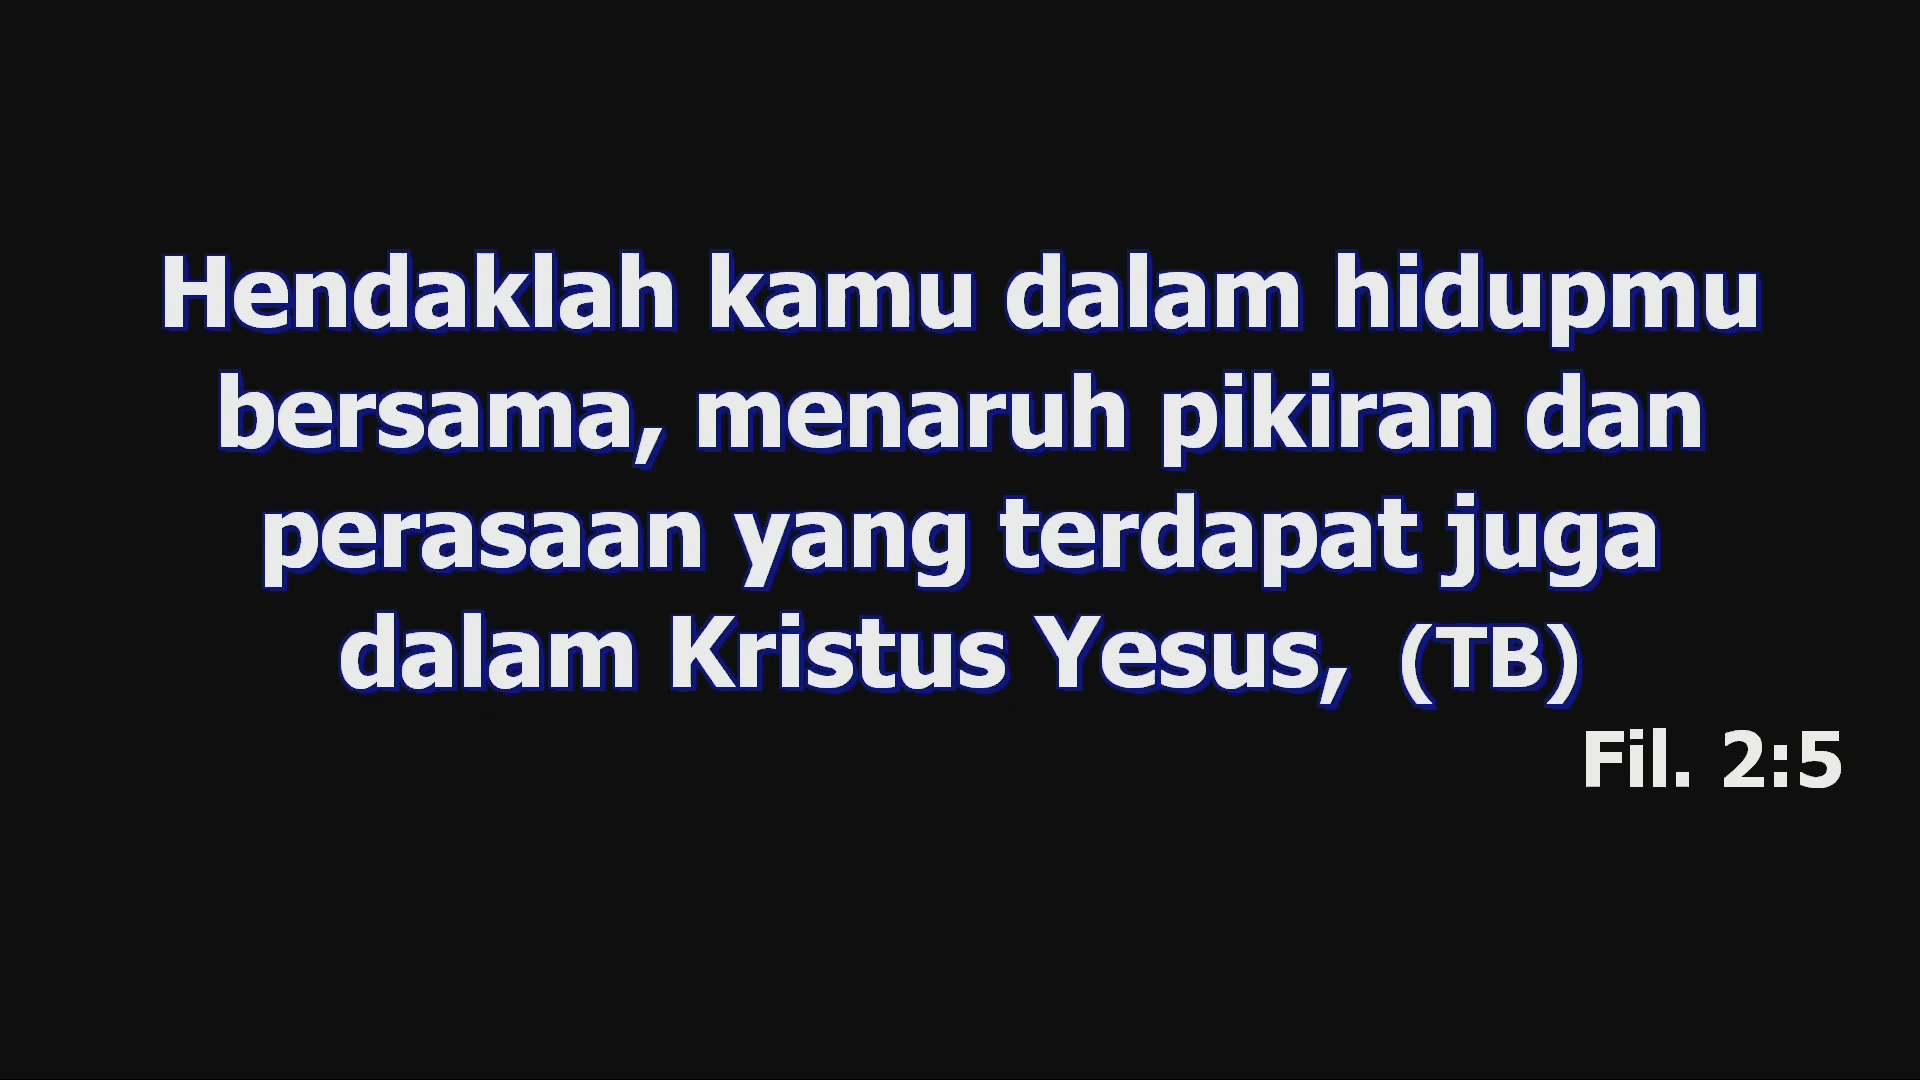 Hendaklah kamu dalam hidupmu
bersama, menaruh pikiran dan
perasaan yang terdapat juga
dalam Kristus Yesus, (TB)
Fil. 2:5